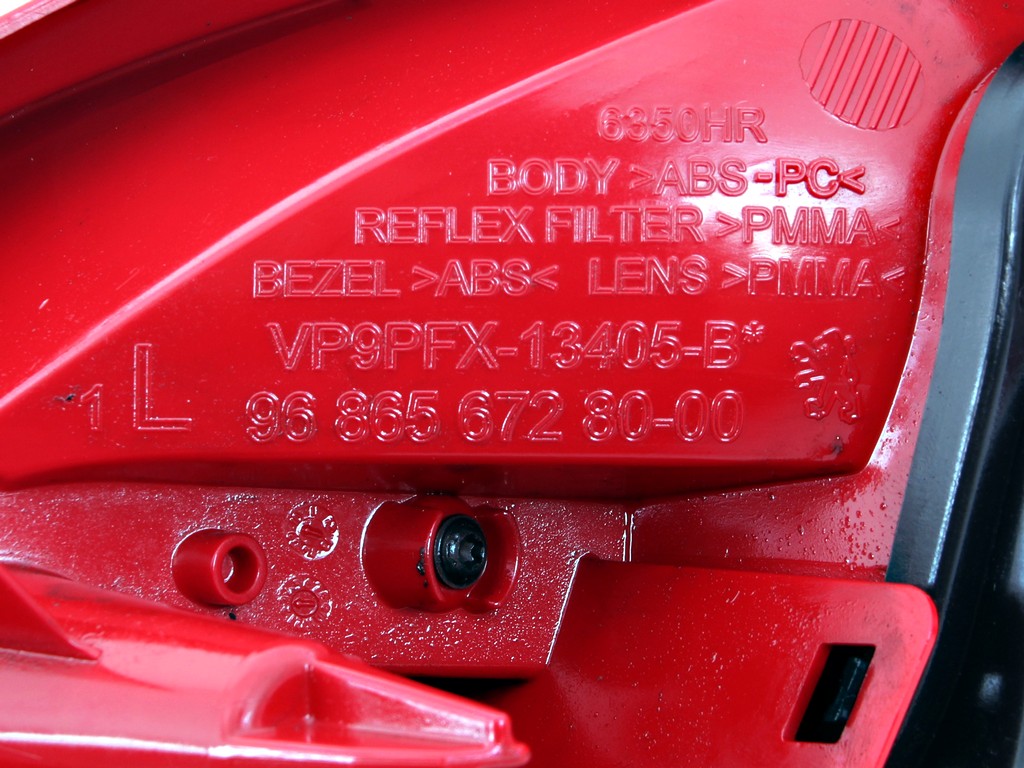 6350HR
BODY >ABS-PC<
REFLEX FILTER >PMMA<
BEZEL >ABS< LENS >PMMA<
VP9PFX-13405-B*
1 L 96 865 672 80-00